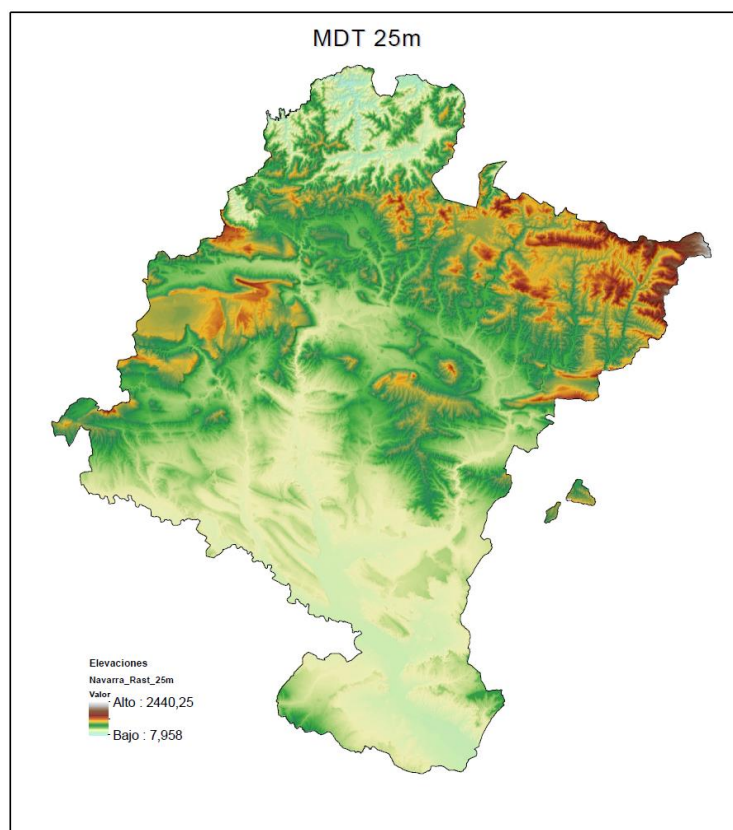 MDT 25m
Elevaciones
Navarra_Rast_25m
Valor
Alto : 2440,25
Bajo : 7,958